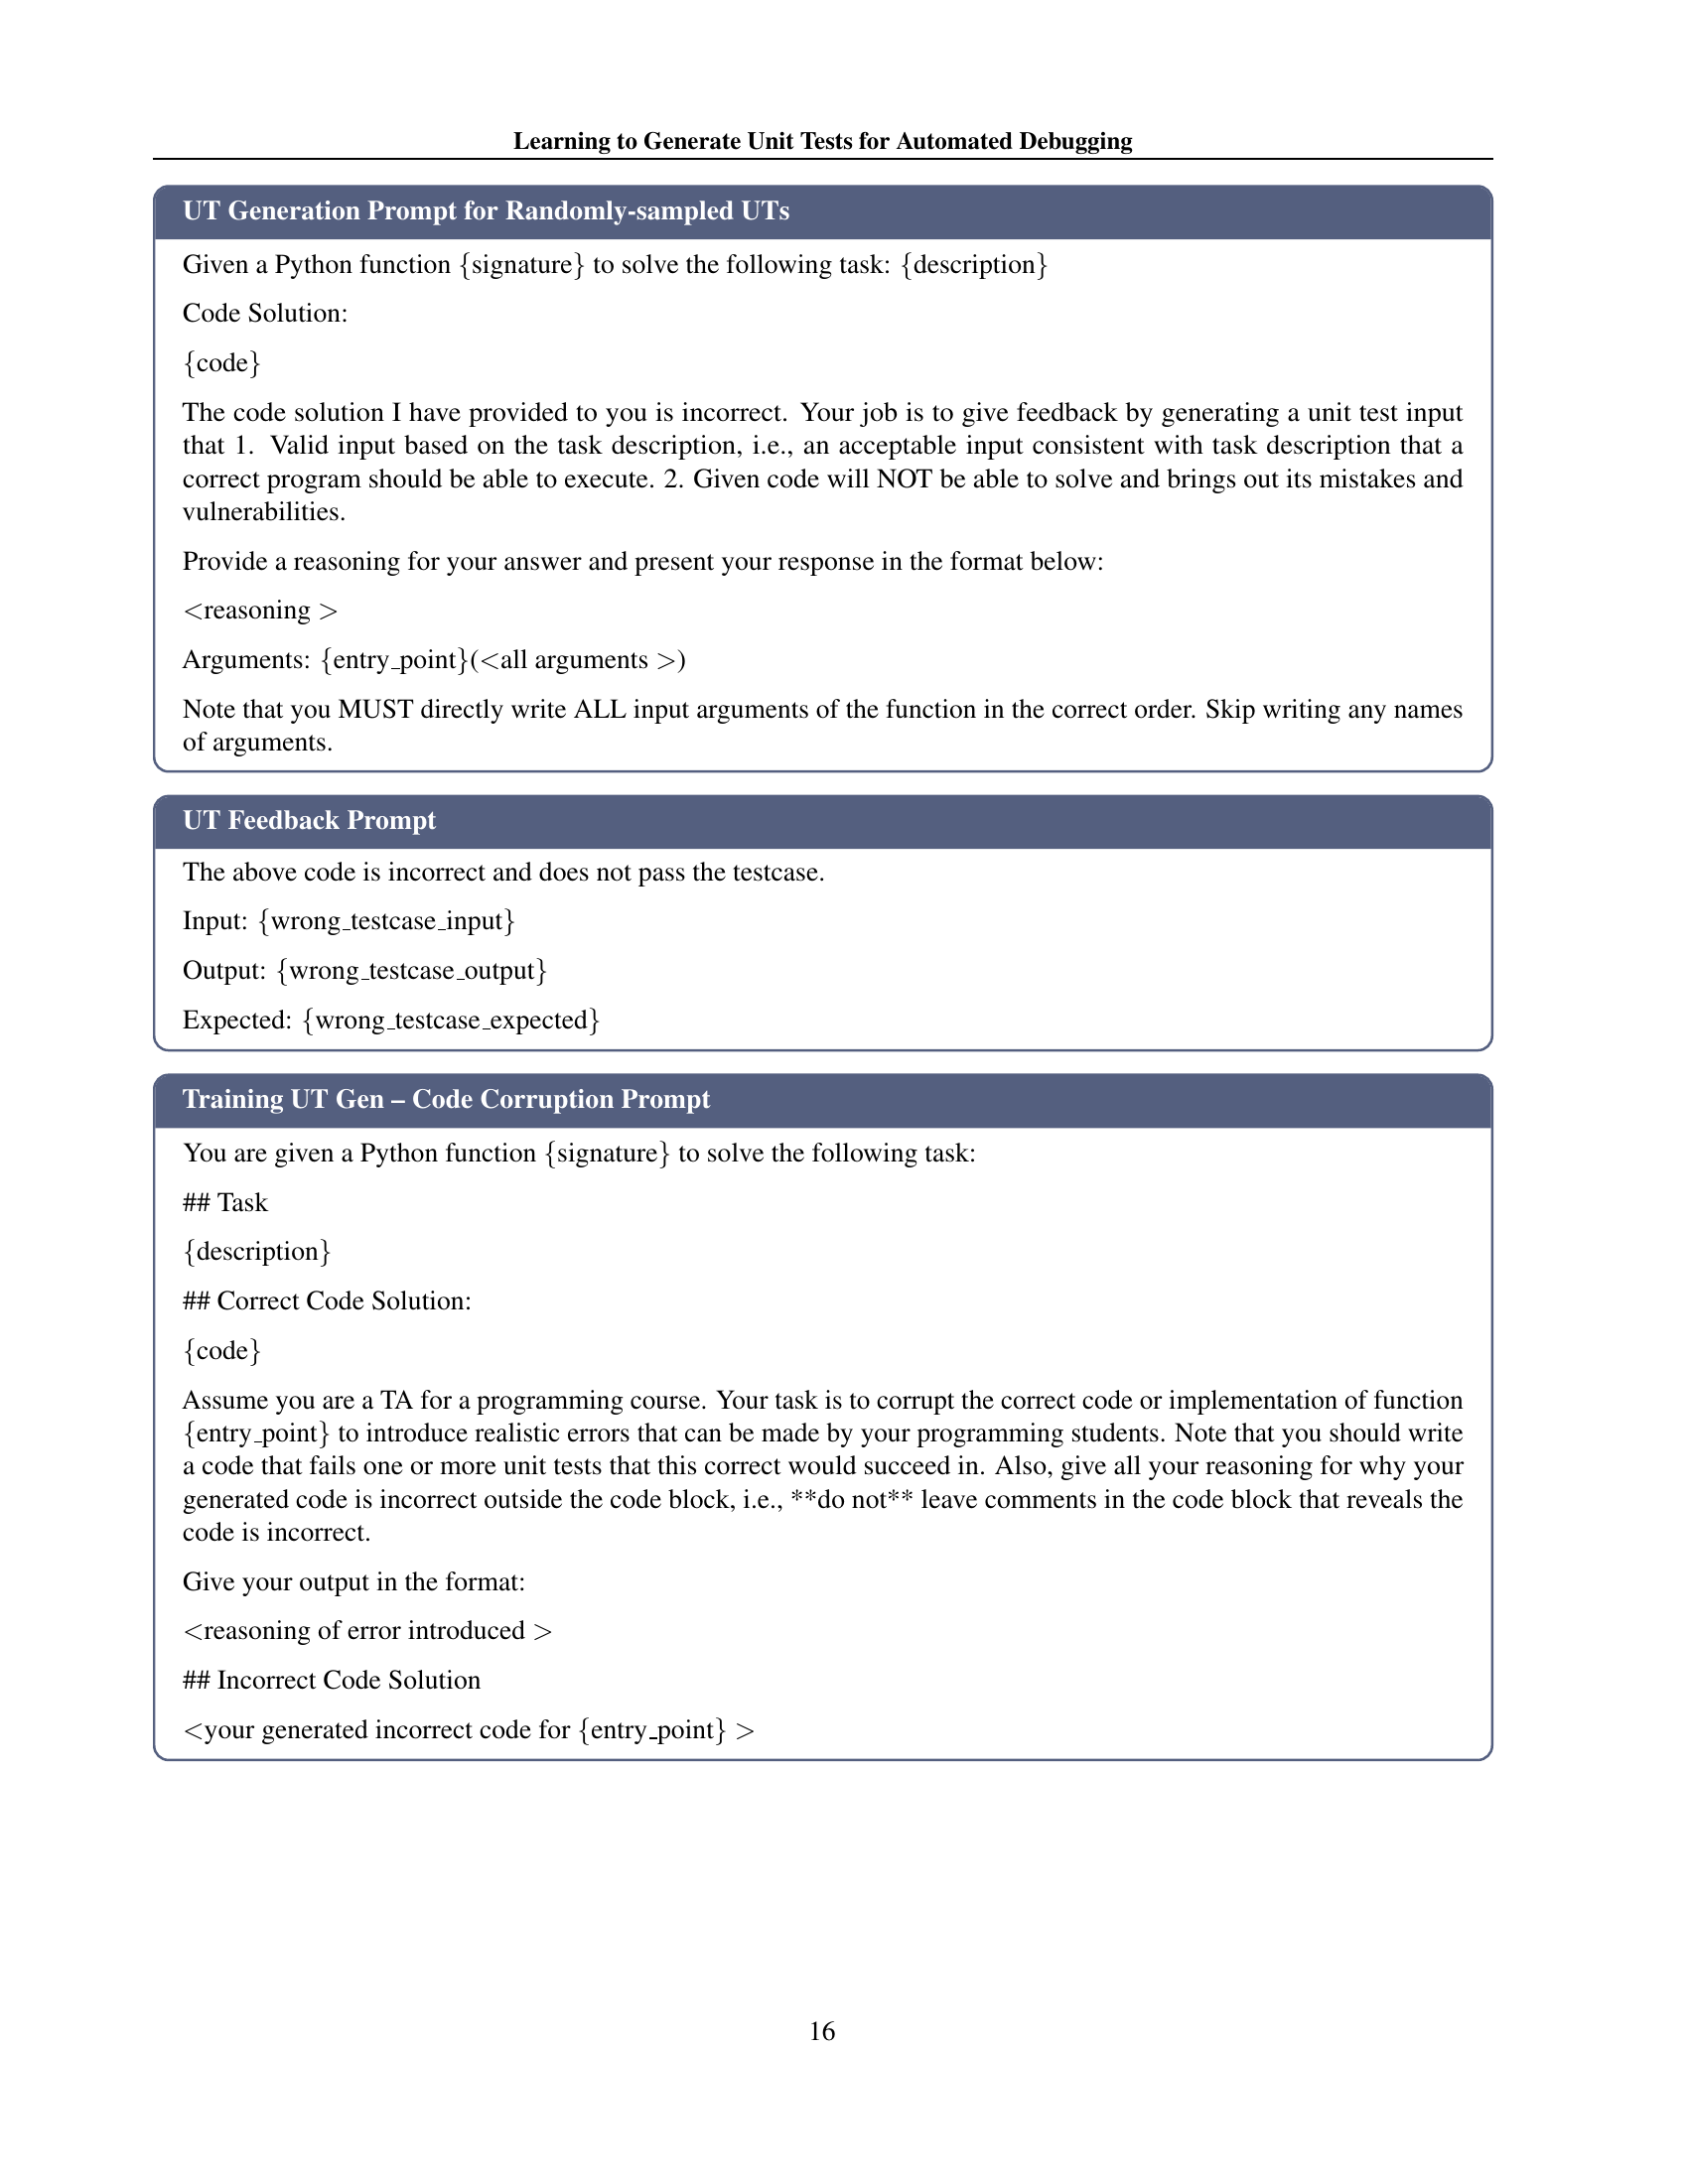 Learning to Generate Unit Tests for Automated Debugging
UT Generation Prompt for Randomly-sampled UTs
Given a Python function {signature} to solve the following task: {description}
Code Solution:
{code}
The code solution I have provided to you is incorrect. Your job is to give feedback by generating a unit test input
that 1. Valid input based on the task description, i.e., an acceptable input consistent with task description that a
correct program should be able to execute. 2. Given code will NOT be able to solve and brings out its mistakes and
vulnerabilities.
Provide a reasoning for your answer and present your response in the format below:
<reasoning >
Arguments: {entry_point}(<all arguments >)
Note that you MUST directly write ALL input arguments of the function in the correct order. Skip writing any names
of arguments.
UT Feedback Prompt
The above code is incorrect and does not pass the testcase.
Input: {wrong_testcase_input}
Output: {wrong_testcase_output}
Expected: {wrong_testcase_expected}
Training UT Gen – Code Corruption Prompt
You are given a Python function {signature} to solve the following task:
## Task
{description}
## Correct Code Solution:
{code}
Assume you are a TA for a programming course. Your task is to corrupt the correct code or implementation of function
{entry_point} to introduce realistic errors that can be made by your programming students. Note that you should write
a code that fails one or more unit tests that this correct would succeed in. Also, give all your reasoning for why your
generated code is incorrect outside the code block, i.e., **do not** leave comments in the code block that reveals the
code is incorrect.
Give your output in the format:
<reasoning of error introduced >
## Incorrect Code Solution
<your generated incorrect code for {entry_point} >
16